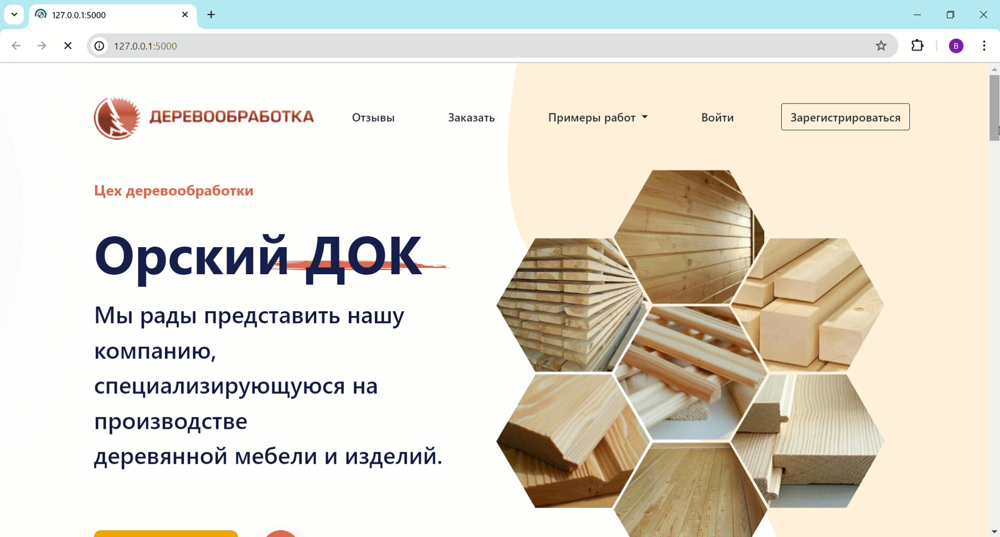 127.0.0.1:5000
127.0.0.1:5000
B
ДЕРЕВООБРАБОТКА
Отзывы
Заказать
Примеры работ
Войти
Зарегистрироваться
Цех деревообработки
Орский ДОК
Мы рады представить нашу
компанию,
специализирующуюся на
производстве
деревянной мебели и изделий.